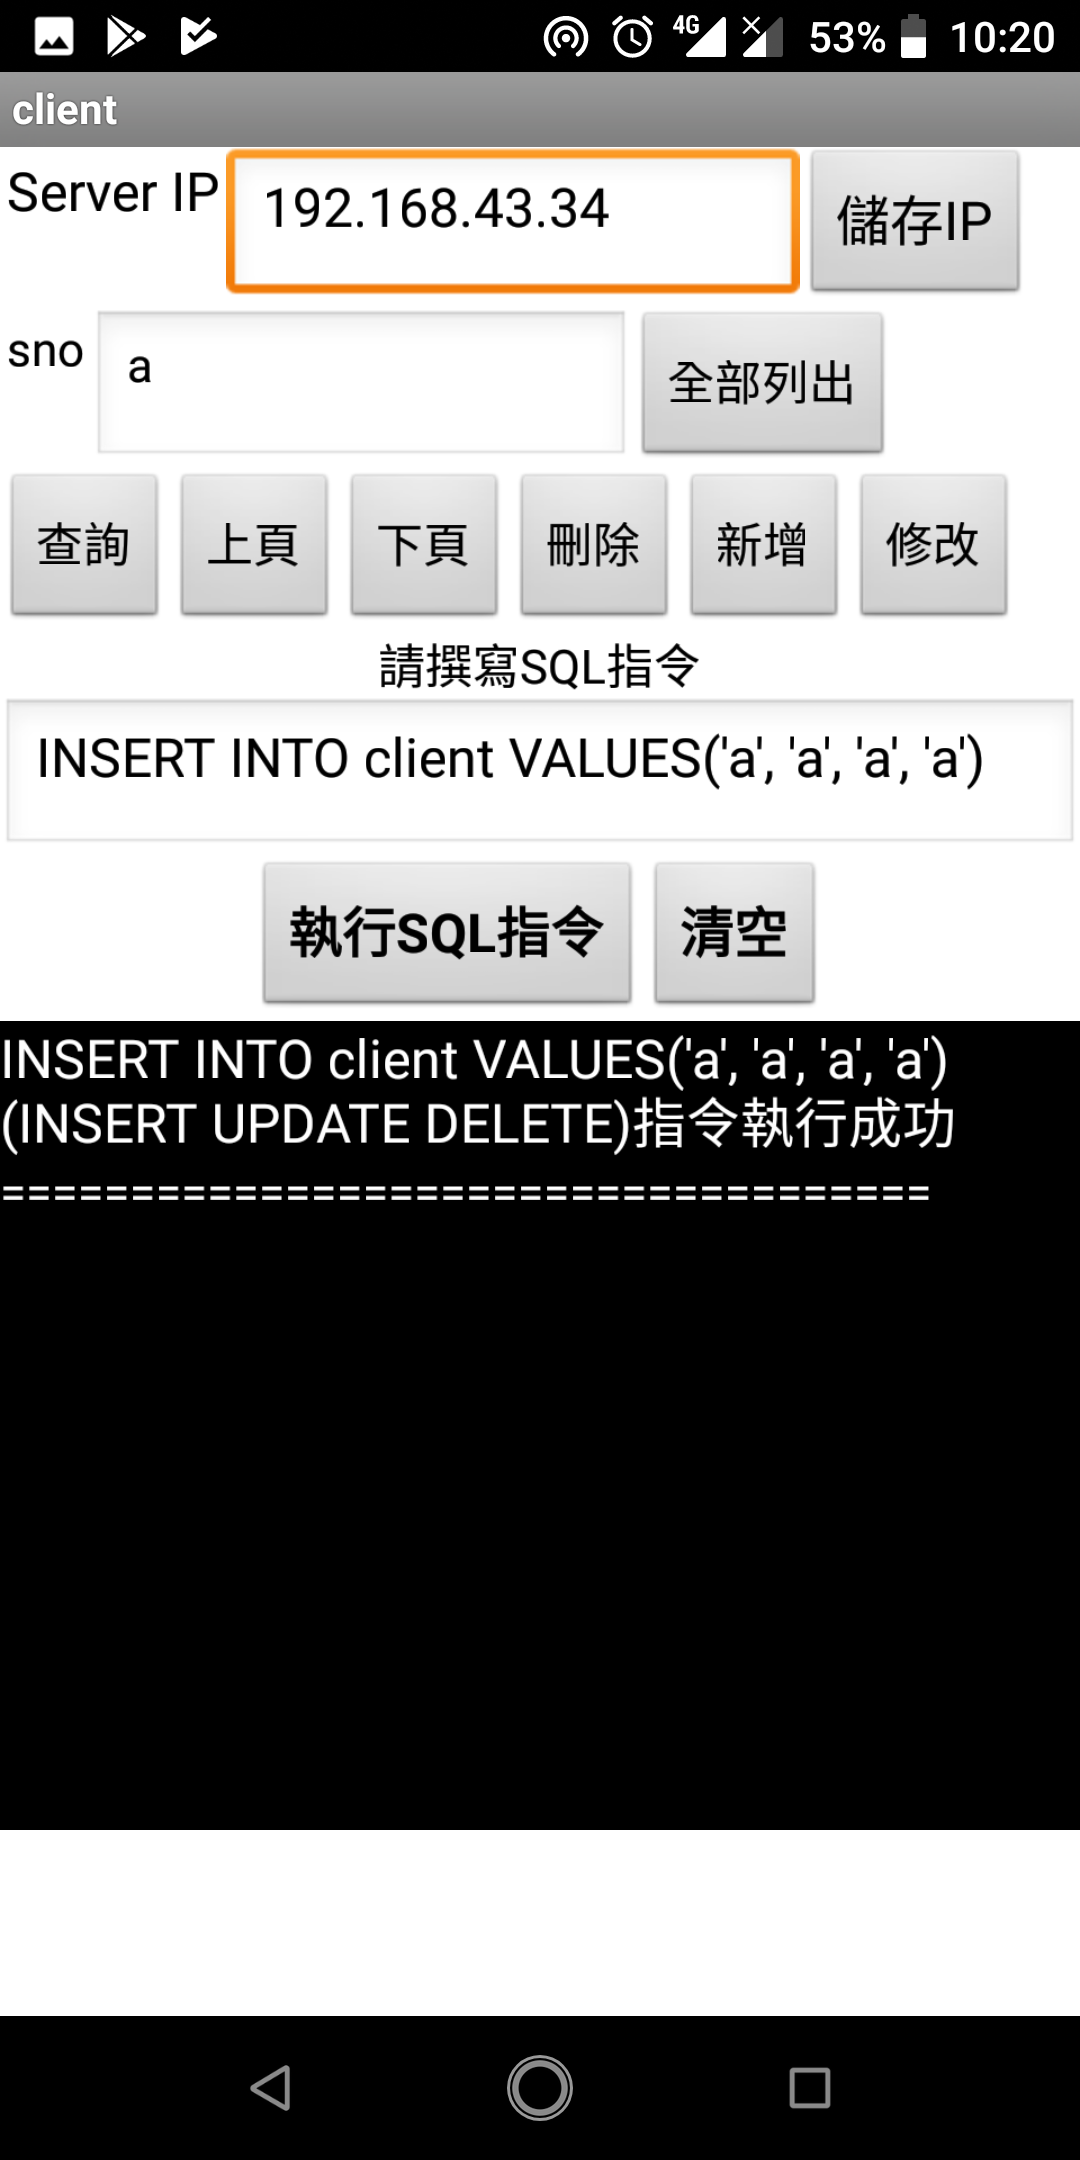 4G 53% 10:20
client
Server IP 192.168.43.34 儲存IP
sno a 全部列出
查詢 上頁 下頁 刪除 新增 修改
請撰寫SQL指令
INSERT INTO client VALUES('a', 'a', 'a', 'a')
執行SQL指令 清空
INSERT INTO client VALUES('a', 'a', 'a', 'a')
(INSERT UPDATE DELETE)指令執行成功
====================================